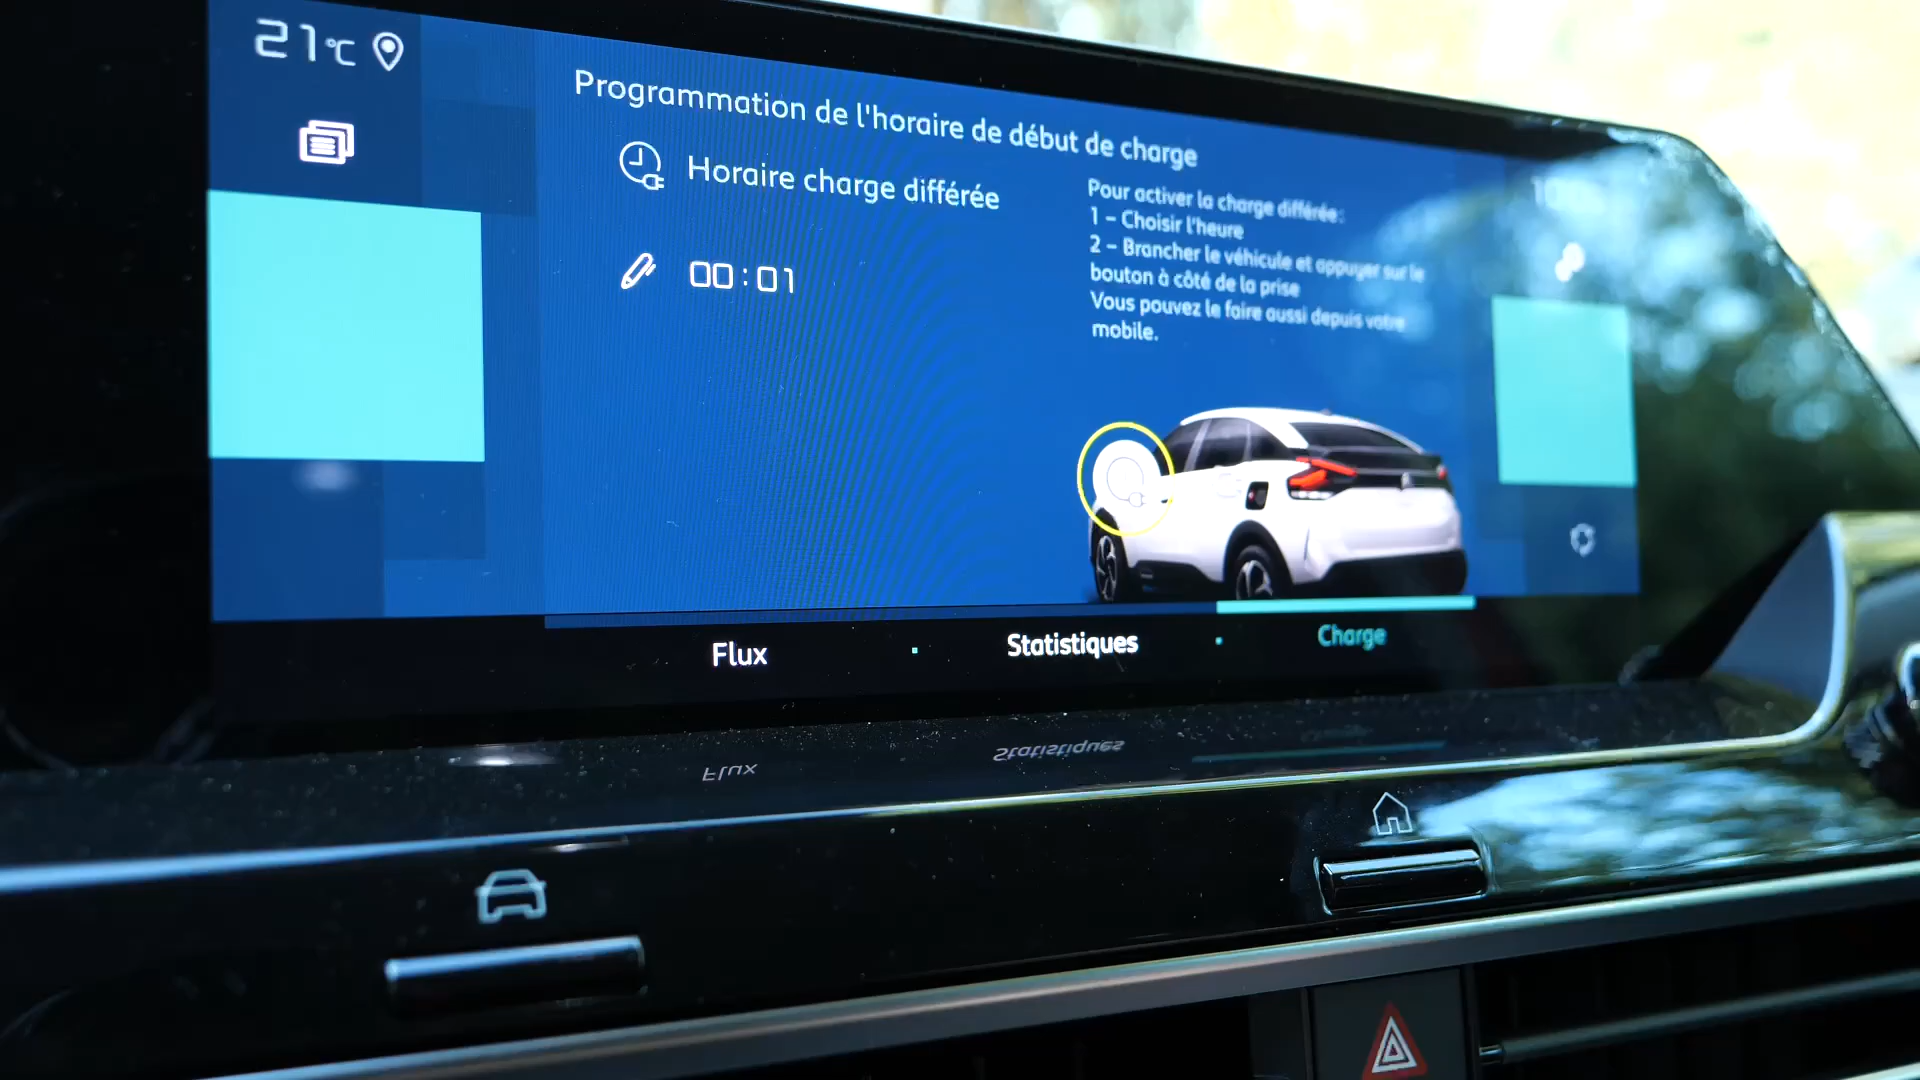 21°C
Programmation de l'horaire de début de charge
Horaire charge différée
00:01
Pour activer la charge différée:
1 - Choisir l'heure
2 - Brancher le véhicule et appuyer sur le
bouton à côté de la prise
Vous pouvez le faire aussi depuis votre
mobile.
Flux
Statistiques
Charge